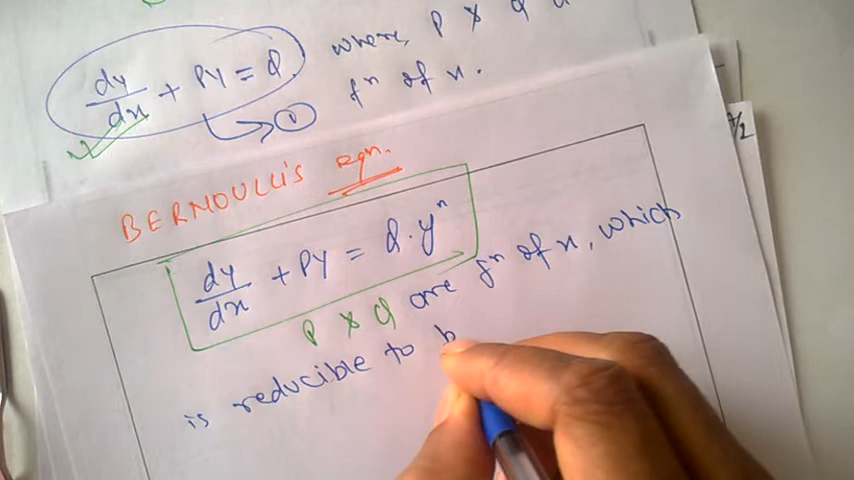 dy/dx + PY = Q. where, P & Q
→ ① fⁿ of x.
BERNOULLI'S eqn.
dy/dx + PY = Q.yⁿ
P & Q are fⁿ of x, which
is reducible to b